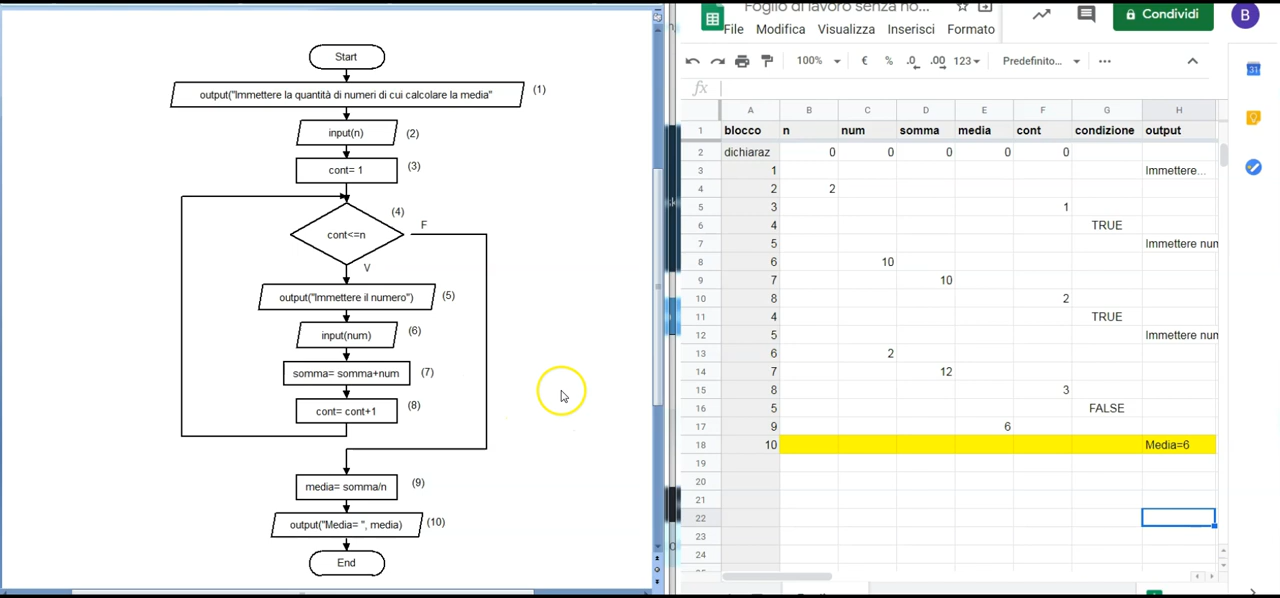 Start
output("Immettere la quantità di numeri di cui calcolare la media"
(1)
input(n)
(2)
cont= 1
(3)
(4)
cont<=n
F
V
output("Immettere il numero")
(5)
input(num)
(6)
somma= somma+num
(7)
cont= cont+1
(8)
media= somma/n
(9)
output("Media= ", media)
(10)
End
Foglio di lavoro senza no...
File Modifica Visualizza Inserisci Formato
Condividi
B
100% € % .0 .00 123 Predefinito... ...
fx
31
A B C D E F G H
1 blocco n num somma media cont condizione output
2 dichiaraz 0 0 0 0 0
3 1 Immettere...
4 2 2
5 3 1
6 4 TRUE
7 5 Immettere num
8 6 10
9 7 10
10 8 2
11 4 TRUE
12 5 Immettere num
13 6 2
14 7 12
15 8 3
16 5 FALSE
17 9 6
18 10 Media=6
19
20
21
22
23
24